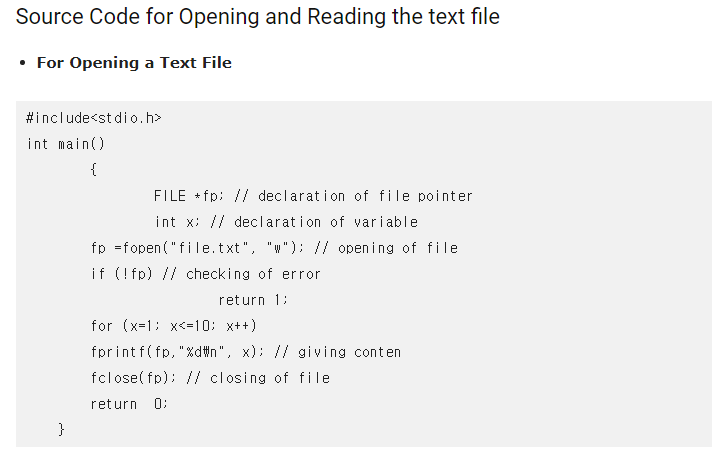 Source Code for Opening and Reading the text file
• For Opening a Text File
#include<stdio.h>
int main()
{
FILE *fp; // declaration of file pointer
int x; // declaration of variable
fp =fopen("file.txt", "w"); // opening of file
if (!fp) // checking of error
return 1;
for (x=1; x<=10; x++)
fprintf(fp,"%d₩n", x); // giving conten
fclose(fp); // closing of file
return  0;
}